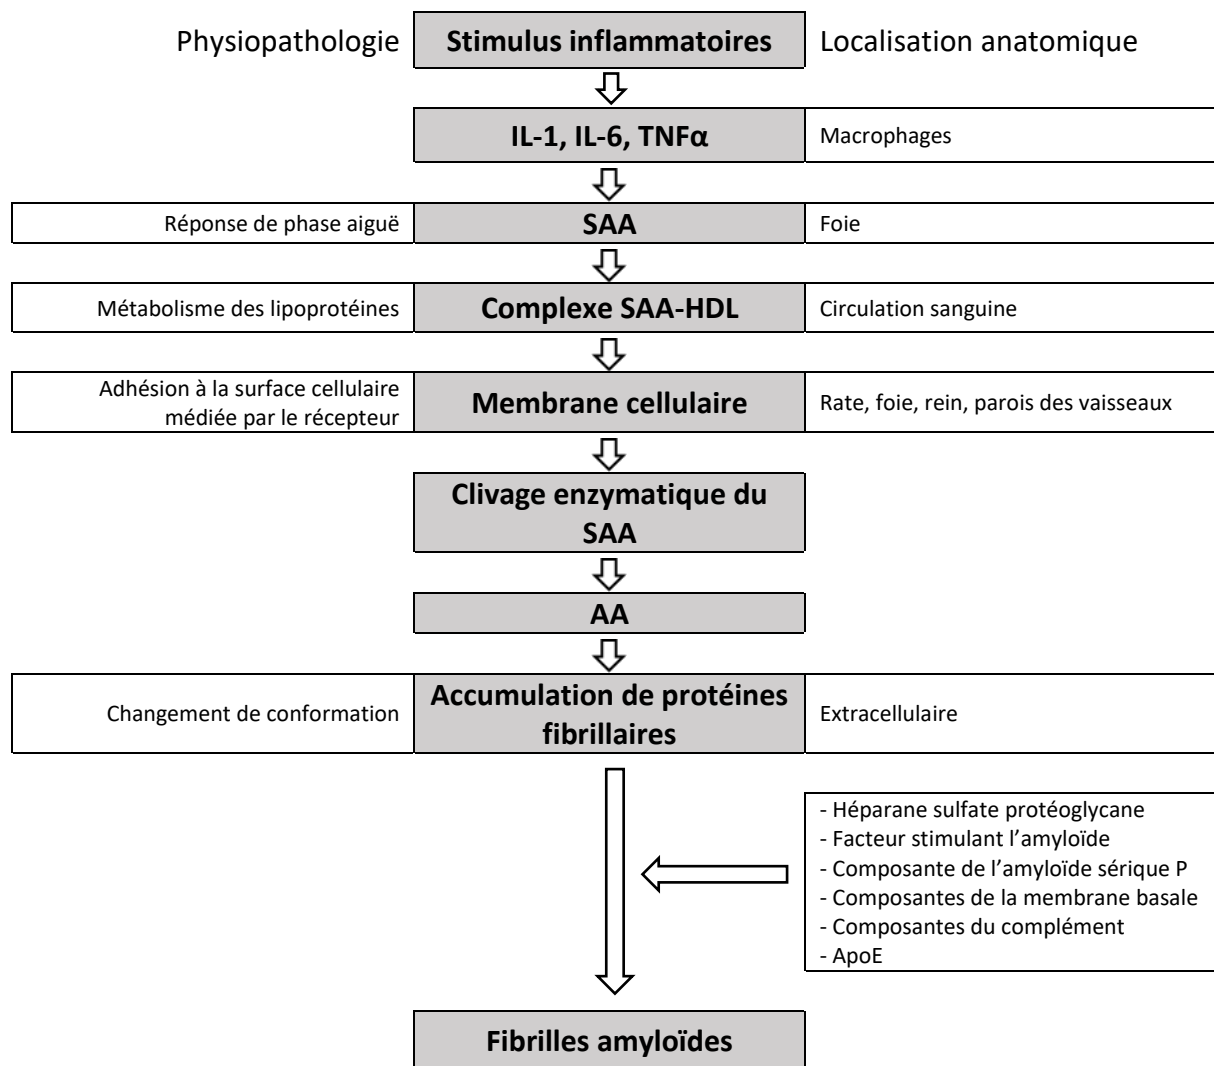 Physiopathologie Stimulus inflammatoires Localisation anatomique
IL-1, IL-6, TNFα Macrophages
Réponse de phase aiguë SAA Foie
Métabolisme des lipoprotéines Complexe SAA-HDL Circulation sanguine
Adhésion à la surface cellulaire
médiée par le récepteur
Membrane cellulaire
Rate, foie, rein, parois des vaisseaux
Clivage enzymatique du
SAA
AA
Changement de conformation
Accumulation de protéines
fibrillaires
Extracellulaire
- Héparane sulfate protéoglycane
- Facteur stimulant l’amyloïde
- Composante de l’amyloïde sérique P
- Composantes de la membrane basale
- Composantes du complément
- ApoE
Fibrilles amyloïdes